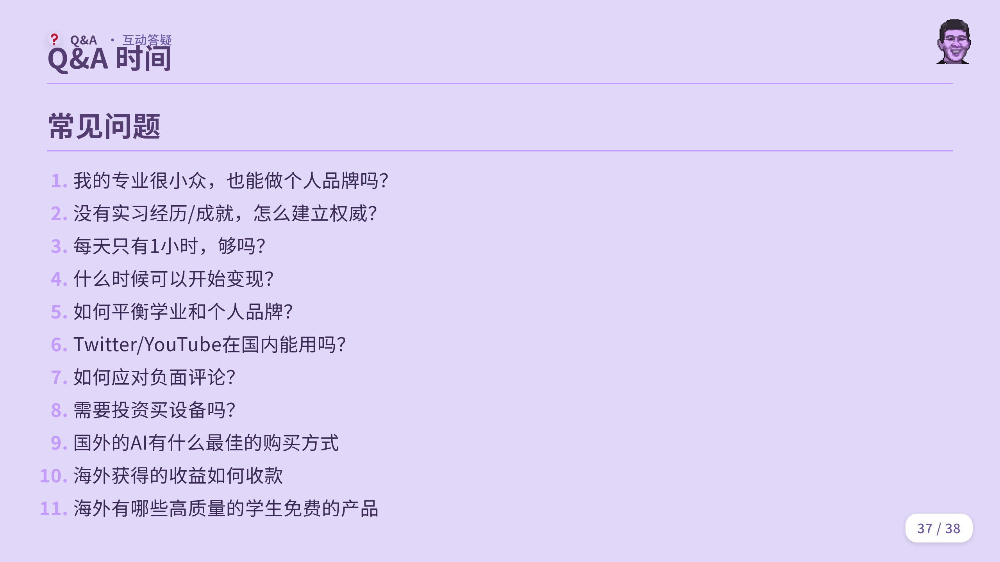 ❓ Q&A · 互动答疑
Q&A 时间
常见问题
1. 我的专业很小众，也能做个人品牌吗？
2. 没有实习经历/成就，怎么建立权威？
3. 每天只有1小时，够吗？
4. 什么时候可以开始变现？
5. 如何平衡学业和个人品牌？
6. Twitter/YouTube在国内能用吗？
7. 如何应对负面评论？
8. 需要投资买设备吗？
9. 国外的AI有什么最佳的购买方式
10. 海外获得的收益如何收款
11. 海外有哪些高质量的学生免费的产品
37 / 38